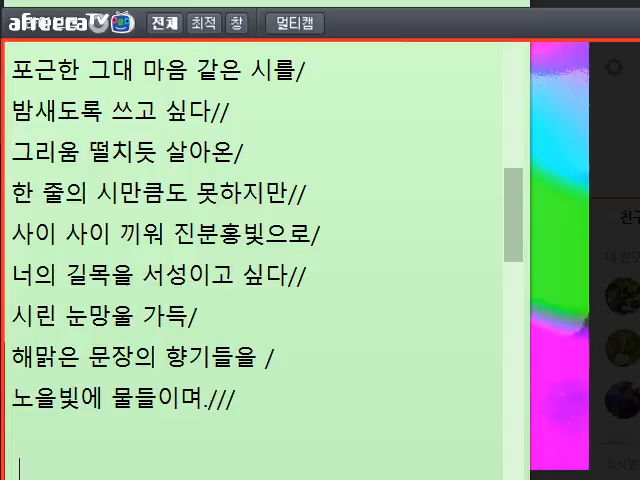 afreeca TV
전체 최적 창 멀티캠
포근한 그대 마음 같은 시를/
밤새도록 쓰고 싶다//
그리움 떨치듯 살아온/
한 줄의 시만큼도 못하지만//
사이 사이 끼워 진분홍빛으로/
너의 길목을 서성이고 싶다//
시린 눈망울 가득/
해맑은 문장의 향기들을 /
노을빛에 물들이며.///
친구